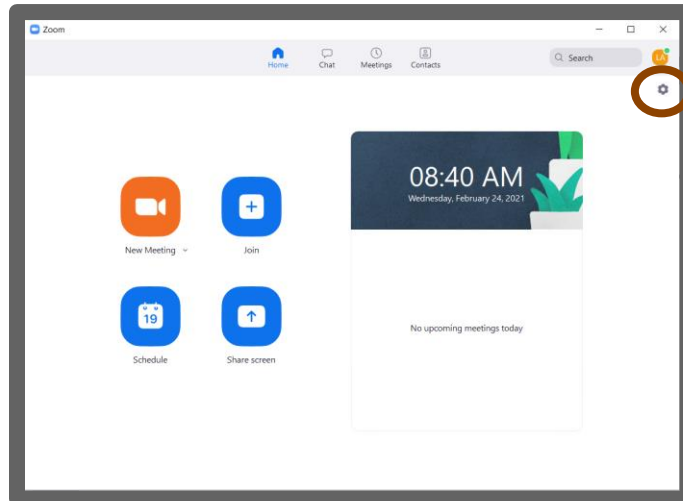 Zoom
Home
Chat
Meetings
Contacts
Search
LA
08:40 AM
Wednesday, February 24, 2021
New Meeting
Join
19
Schedule
Share screen
No upcoming meetings today